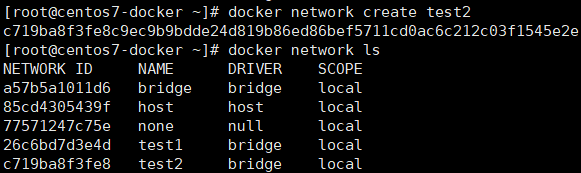 [root@centos7-docker ~]# docker network create test2
c719ba8f3fe8c9ec9b9bdde24d819b86ed86bef5711cd0ac6c212c03f1545e2e
[root@centos7-docker ~]# docker network ls
NETWORK ID NAME DRIVER SCOPE
a57b5a1011d6 bridge bridge local
85cd4305439f host host local
77571247c75e none null local
26c6bd7d3e4d test1 bridge local
c719ba8f3fe8 test2 bridge local